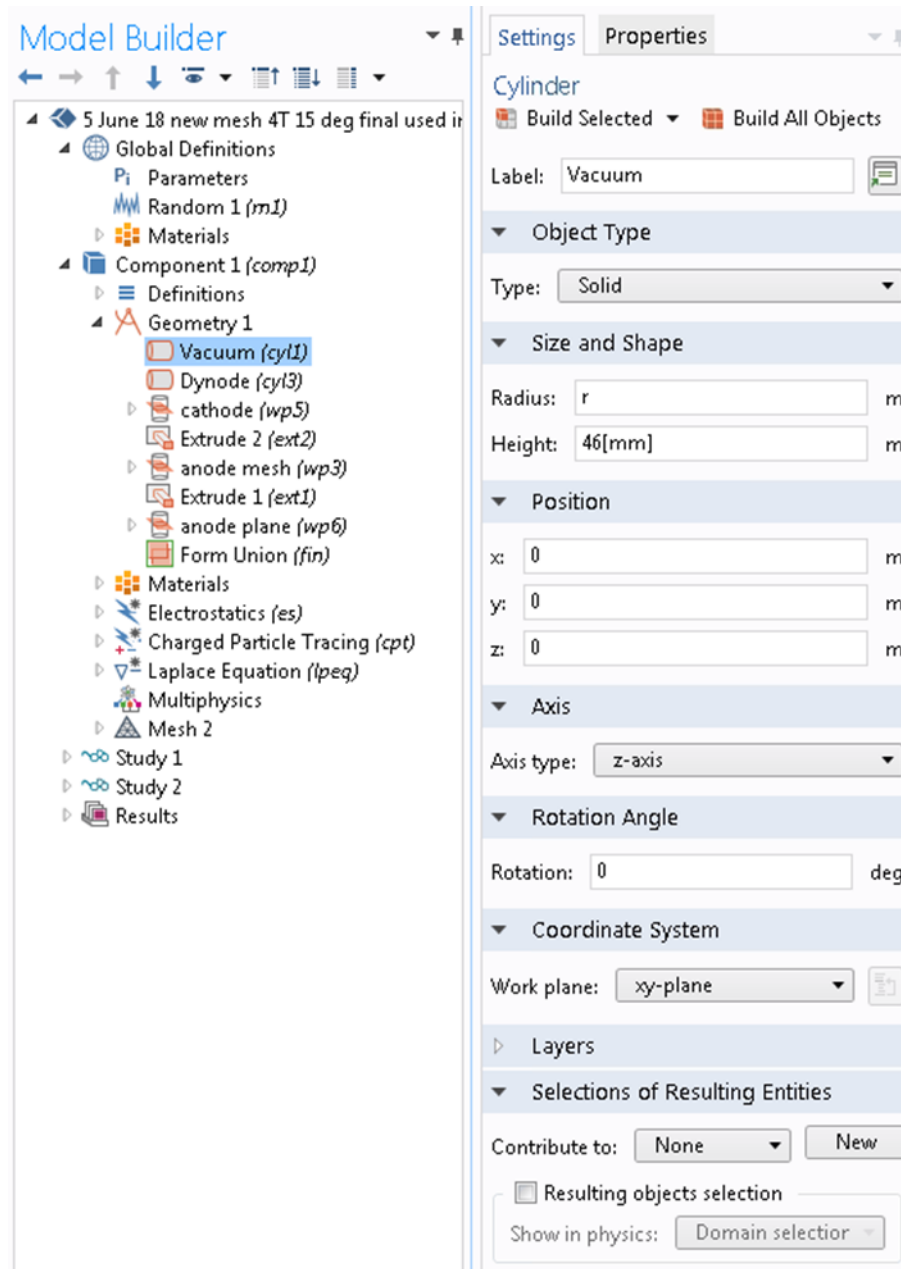 Model Builder
5 June 18 new mesh 4T 15 deg final used in
Global Definitions
Pi Parameters
Random 1 (rn1)
Materials
Component 1 (comp1)
Definitions
Geometry 1
Vacuum (cyl1)
Dynode (cyl3)
cathode (wp5)
Extrude 2 (ext2)
anode mesh (wp3)
Extrude 1 (ext1)
anode plane (wp6)
Form Union (fin)
Materials
Electrostatics (es)
Charged Particle Tracing (cpt)
Laplace Equation (lpeq)
Multiphysics
Mesh 2
Study 1
Study 2
Results
Settings Properties
Cylinder
Build Selected Build All Objects
Label: Vacuum
Object Type
Type: Solid
Size and Shape
Radius: r m
Height: 46[mm] m
Position
x: 0 m
y: 0 m
z: 0 m
Axis
Axis type: z-axis
Rotation Angle
Rotation: 0 deg
Coordinate System
Work plane: xy-plane
Layers
Selections of Resulting Entities
Contribute to: None New
Resulting objects selection
Show in physics: Domain selection